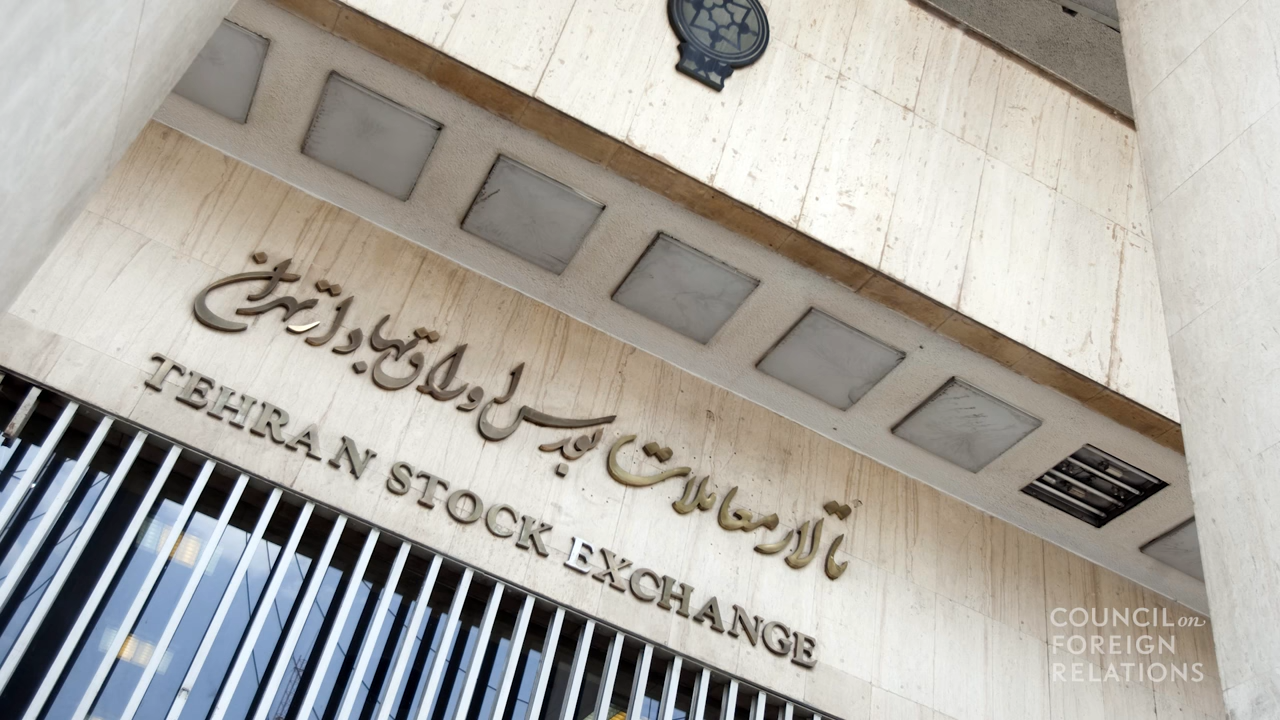 تالار معاملات بورس اوراق بهادار تهران
TEHRAN STOCK EXCHANGE
COUNCIL on
FOREIGN
RELATIONS